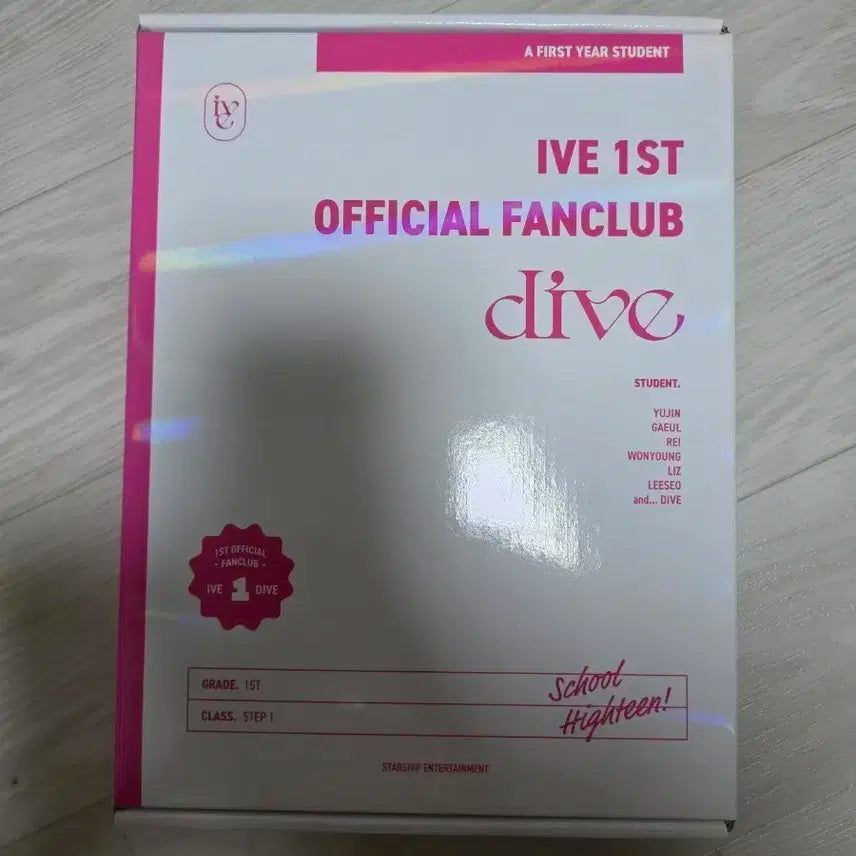 A FIRST YEAR STUDENT
ive
IVE 1ST
OFFICIAL FANCLUB
dive
STUDENT.
YUJIN
GAEUL
REI
WONYOUNG
LIZ
LEESEO
and... DIVE
1ST OFFICIAL
• FANCLUB •
IVE 1 DIVE
GRADE. 1ST
CLASS. STEP 1
School
Highteen!
STARSHIP ENTERTAINMENT